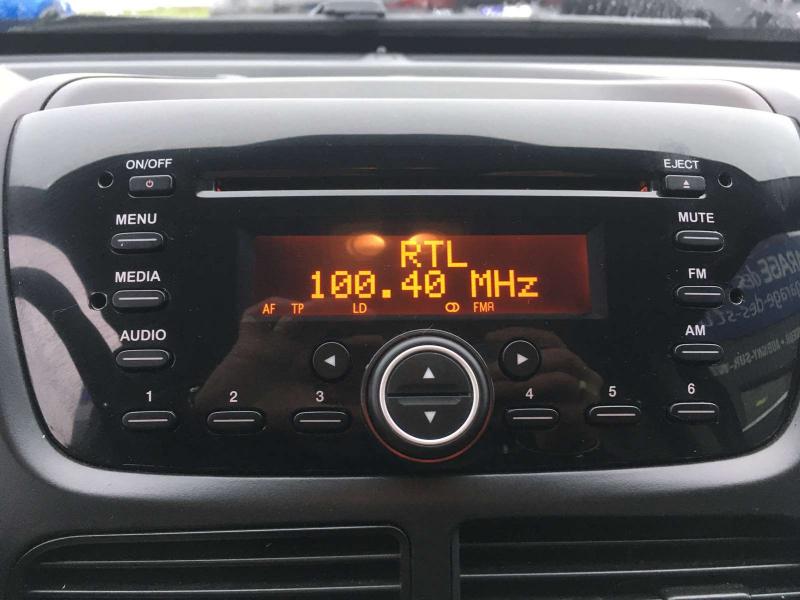 ON/OFF
EJECT
MENU
MUTE
RTL
MEDIA
100.40 MHz
FM
AF TP LD FMR
AUDIO
AM
1
2
3
4
5
6